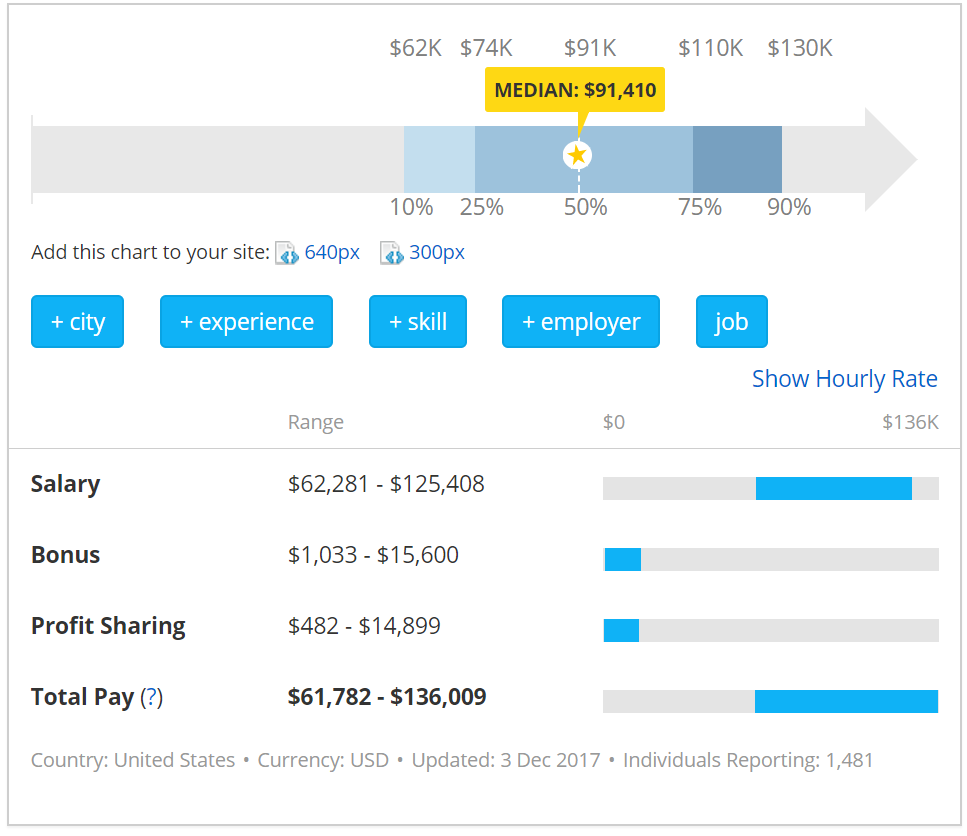 $62K $74K $91K $110K $130K
MEDIAN: $91,410
10% 25% 50% 75% 90%
Add this chart to your site: 640px 300px
+ city + experience + skill + employer job
Show Hourly Rate
Range $0 $136K
Salary $62,281 - $125,408
Bonus $1,033 - $15,600
Profit Sharing $482 - $14,899
Total Pay (?) $61,782 - $136,009
Country: United States • Currency: USD • Updated: 3 Dec 2017 • Individuals Reporting: 1,481